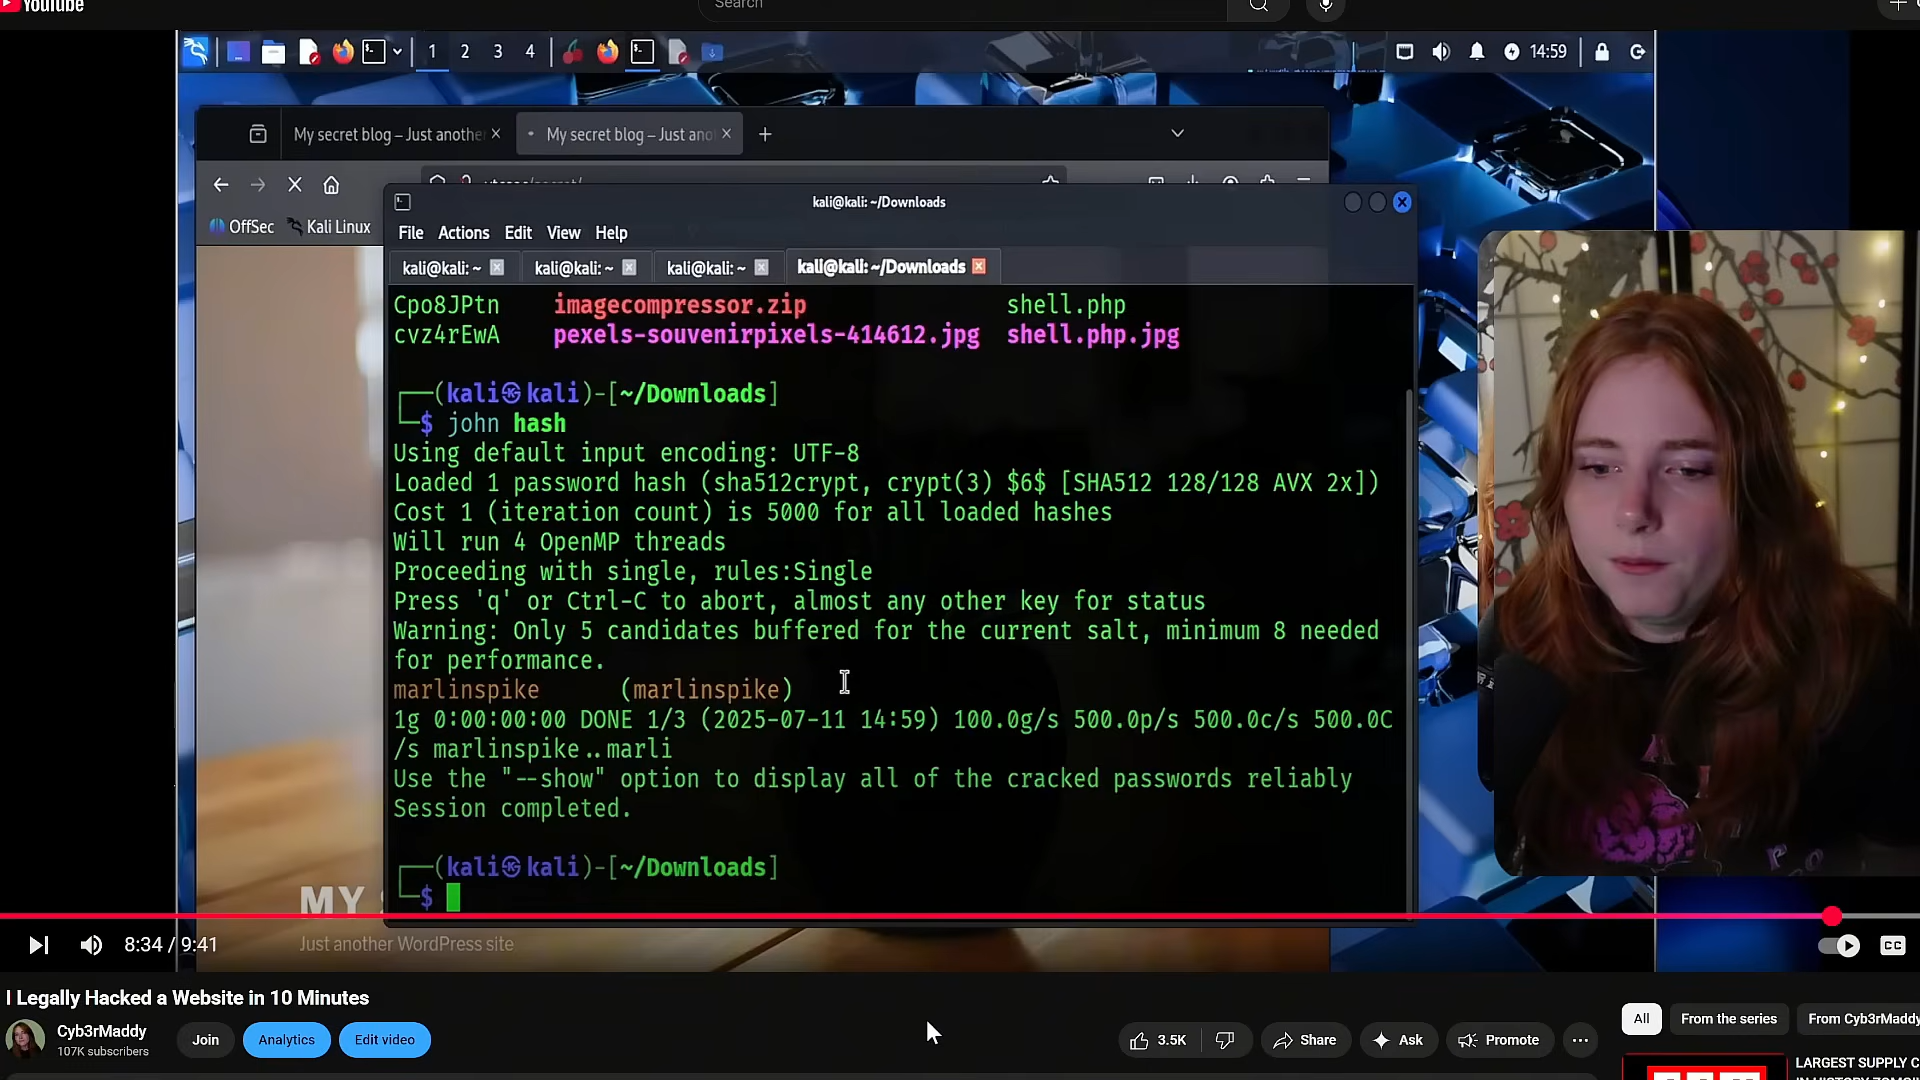 YouTube
Search
1 2 3 4
14:59
My secret blog – Just another
My secret blog – Just ano
OffSec
Kali Linux
kali@kali: ~/Downloads
File Actions Edit View Help
kali@kali: ~
kali@kali: ~
kali@kali: ~
kali@kali: ~/Downloads
Cpo8JPtn imagecompressor.zip shell.php
cvz4rEwA pexels-souvenirpixels-414612.jpg shell.php.jpg
(kali㉿kali)-[~/Downloads]
$ john hash
Using default input encoding: UTF-8
Loaded 1 password hash (sha512crypt, crypt(3) $6$ [SHA512 128/128 AVX 2x])
Cost 1 (iteration count) is 5000 for all loaded hashes
Will run 4 OpenMP threads
Proceeding with single, rules:Single
Press 'q' or Ctrl-C to abort, almost any other key for status
Warning: Only 5 candidates buffered for the current salt, minimum 8 needed
for performance.
marlinspike (marlinspike)
1g 0:00:00:00 DONE 1/3 (2025-07-11 14:59) 100.0g/s 500.0p/s 500.0c/s 500.0C
/s marlinspike..marli
Use the "--show" option to display all of the cracked passwords reliably
Session completed.
(kali㉿kali)-[~/Downloads]
$
MY
Just another WordPress site
8:34 / 9:41
CC
I Legally Hacked a Website in 10 Minutes
Cyb3rMaddy
107K subscribers
Join
Analytics
Edit video
3.5K
Share
Ask
Promote
All
From the series
From Cyb3rMaddy
LARGEST SUPPLY C